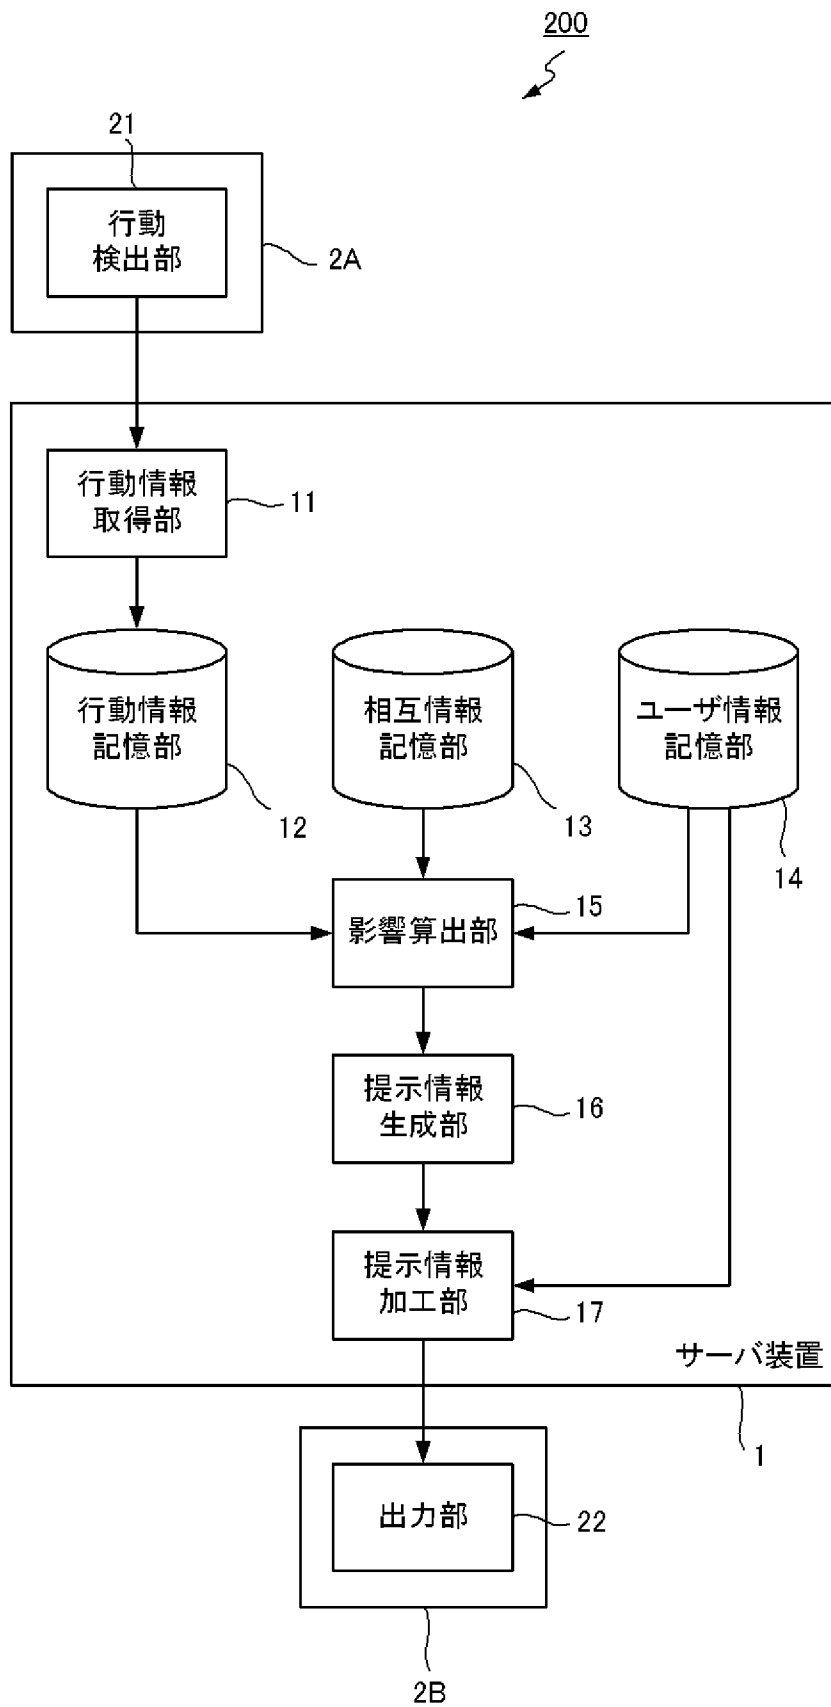 200
21
行動
検出部
2A
行動情報
取得部
11
行動情報
記憶部
12
相互情報
記憶部
13
ユーザ情報
記憶部
14
影響算出部
15
提示情報
生成部
16
提示情報
加工部
17
サーバ装置
1
出力部
22
2B